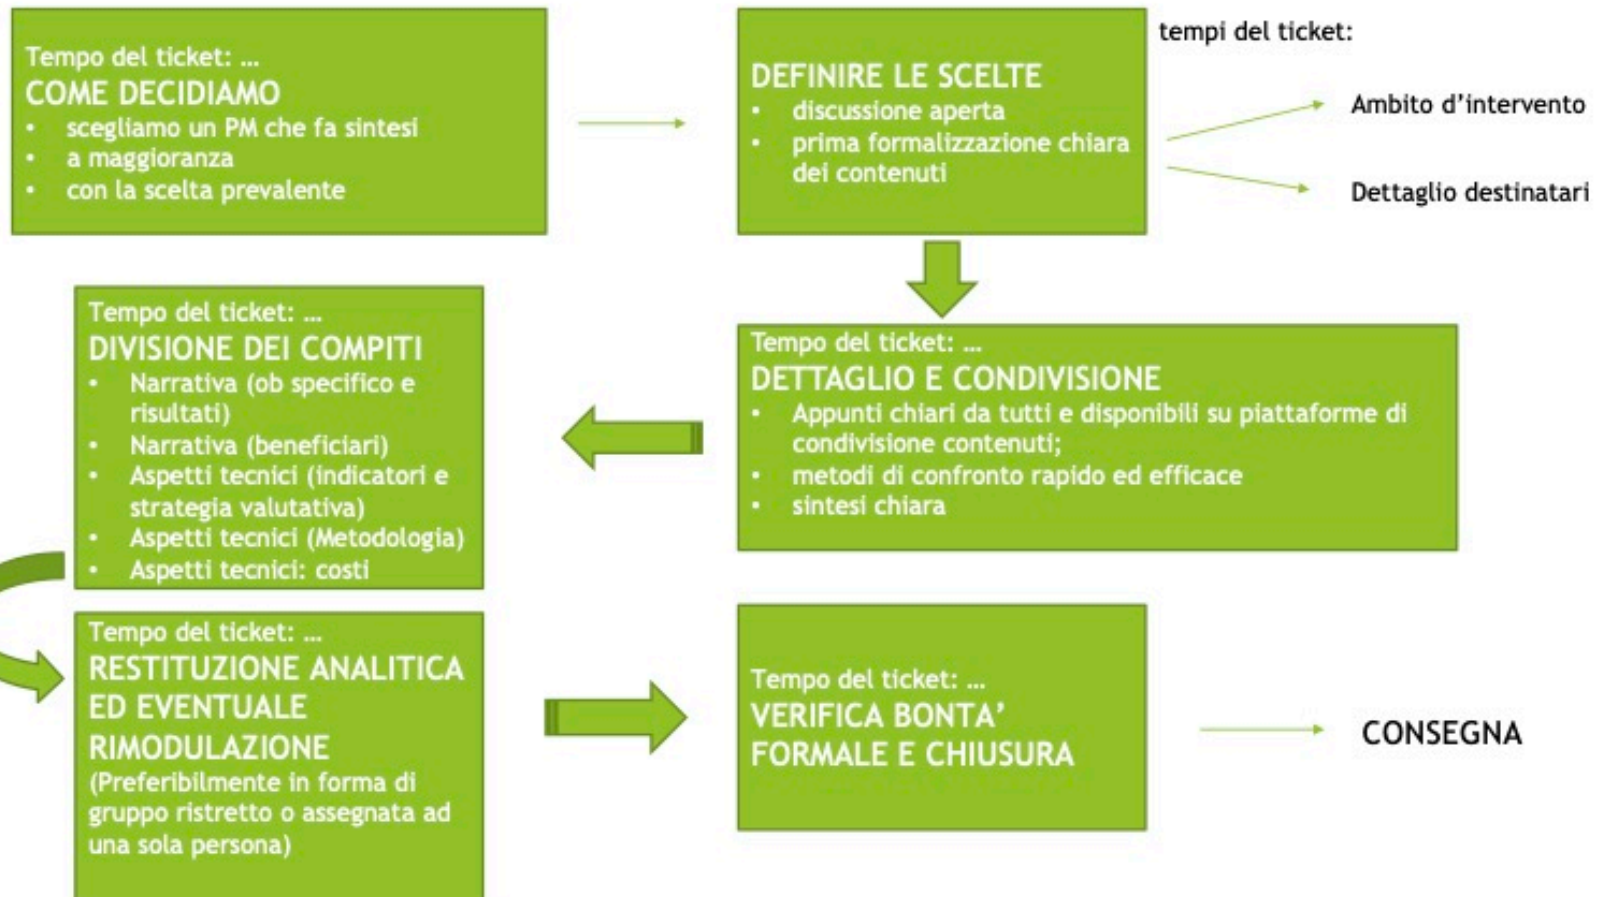 Tempo del ticket: ...
COME DECIDIAMO
• scegliamo un PM che fa sintesi
• a maggioranza
• con la scelta prevalente
DEFINIRE LE SCELTE
• discussione aperta
• prima formalizzazione chiara
dei contenuti
tempi del ticket:
Ambito d'intervento
Dettaglio destinatari
Tempo del ticket: ...
DETTAGLIO E CONDIVISIONE
• Appunti chiari da tutti e disponibili su piattaforme di
condivisione contenuti;
• metodi di confronto rapido ed efficace
• sintesi chiara
Tempo del ticket: ...
DIVISIONE DEI COMPITI
• Narrativa (ob specifico e
risultati)
• Narrativa (beneficiari)
• Aspetti tecnici (indicatori e
strategia valutativa)
• Aspetti tecnici (Metodologia)
• Aspetti tecnici: costi
Tempo del ticket: ...
RESTITUZIONE ANALITICA
ED EVENTUALE
RIMODULAZIONE
(Preferibilmente in forma di
gruppo ristretto o assegnata ad
una sola persona)
Tempo del ticket: ...
VERIFICA BONTA'
FORMALE E CHIUSURA
CONSEGNA